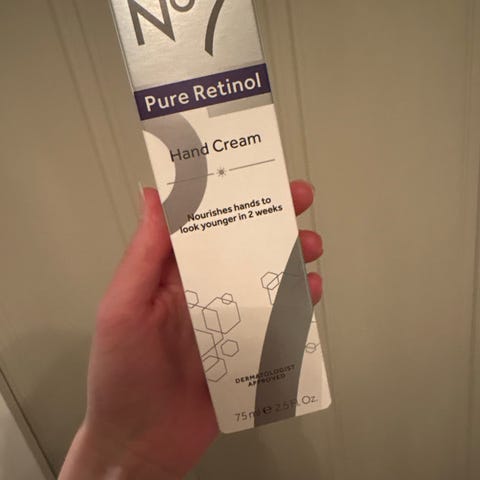 No7
Pure Retinol
Hand Cream
Nourishes hands to
look younger in 2 weeks
DERMATOLOGIST
APPROVED
75ml ℮ 2.5 Fl. Oz.